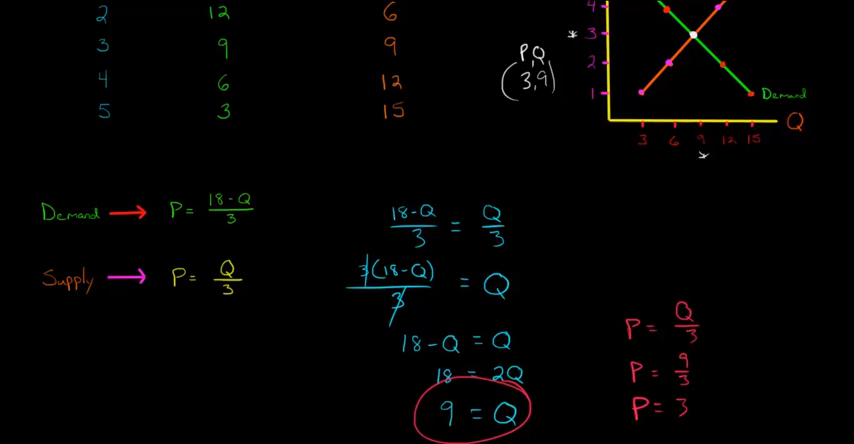 2 12 6
3 9 9
4 6 12
5 3 15
P,Q
(3,9)
4
* 3
2
1
Demand
Q
3 6 9 12 15
*
Demand → P = (18-Q)/3
Supply → P = Q/3
(18-Q)/3 = Q/3
3(18-Q)/3 = Q
18-Q = Q
18 = 2Q
9 = Q
P = Q/3
P = 9/3
P = 3